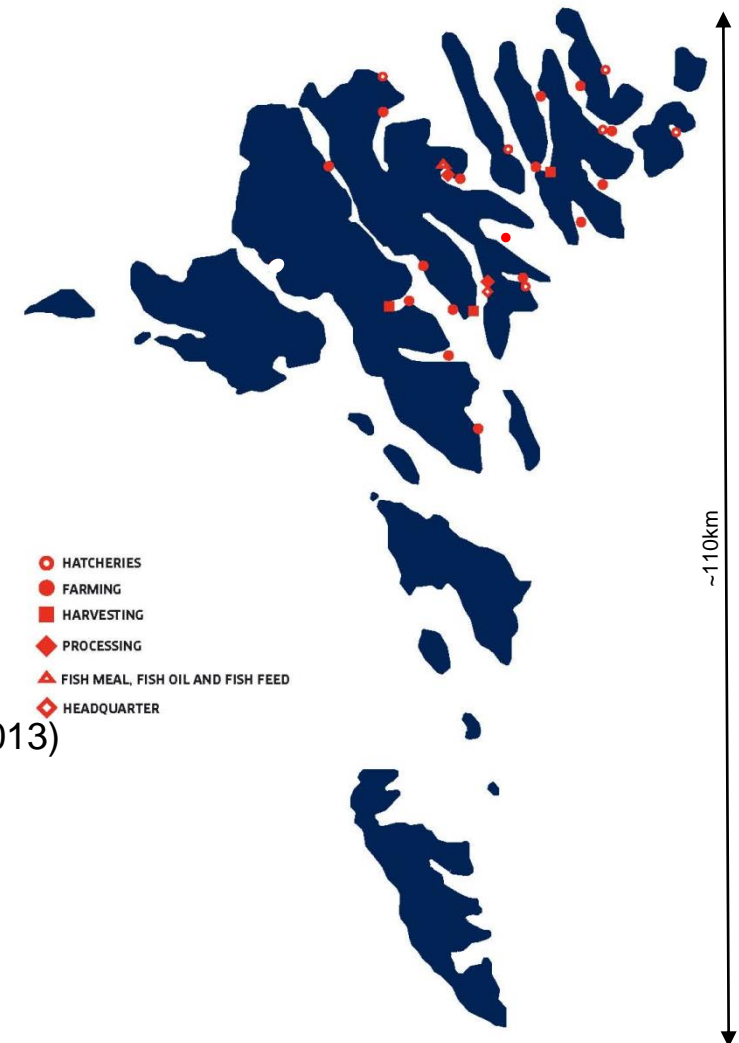 ~110km
HATCHERIES
FARMING
HARVESTING
PROCESSING
FISH MEAL, FISH OIL AND FISH FEED
HEADQUARTER
013)